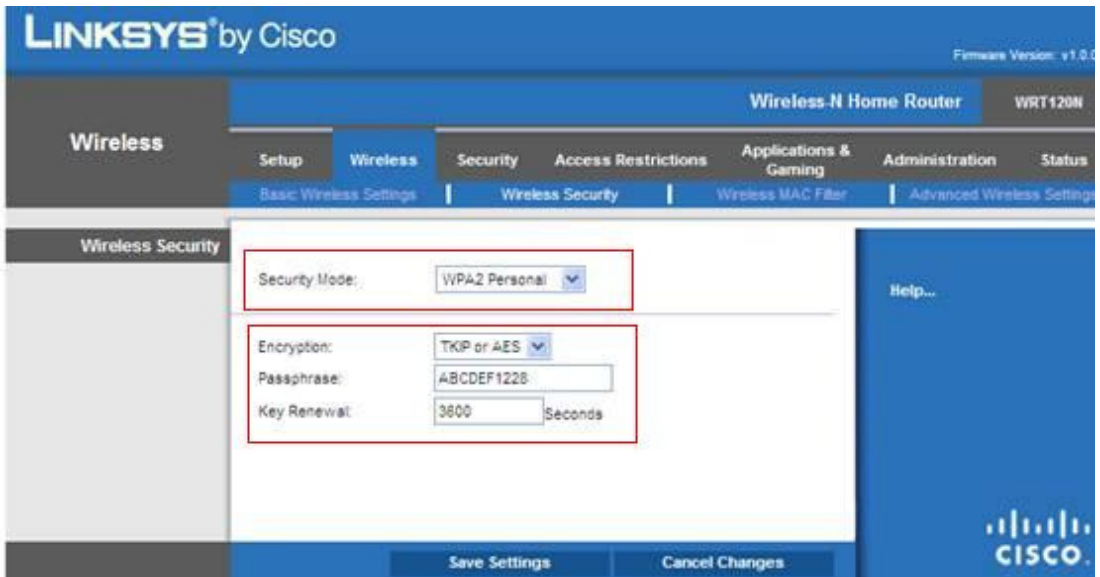 LINKSYS® by Cisco
Firmware Version: v1.0.0
Wireless-N Home Router WRT120N
Wireless
Setup Wireless Security Access Restrictions Applications & Gaming Administration Status
Basic Wireless Settings Wireless Security Wireless MAC Filter Advanced Wireless Settings
Wireless Security
Security Mode: WPA2 Personal
Help...
Encryption: TKIP or AES
Passphrase: ABCDEF1228
Key Renewal: 3600 Seconds
Save Settings Cancel Changes
CISCO.